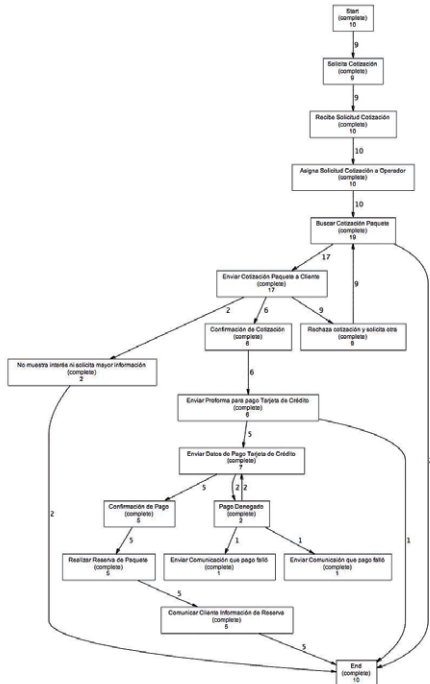 Start
(complete)
10
9
Solicita Cotización
(complete)
9
9
Recibe Solicitud Cotización
(complete)
10
10
Asigna Solicitud Cotización a Operador
(complete)
10
10
Buscar Cotización Paquete
(complete)
19
17
9
Enviar Cotización Paquete a Cliente
(complete)
17
2
6
9
Confirmación de Cotización
(complete)
6
Rechaza cotización y solicita otra
(complete)
9
No muestra interés ni solicita mayor información
(complete)
2
6
Enviar Proforma para pago Tarjeta de Crédito
(complete)
6
5
Enviar Datos de Pago Tarjeta de Crédito
(complete)
7
5
2
2
Confirmación de Pago
(complete)
5
Pago Denegado
(complete)
2
2
5
1
1
1
Realizar Reserva de Paquete
(complete)
5
Enviar Comunicación que pago falló
(complete)
1
Enviar Comunicación que pago falló
(complete)
1
5
Comunicar Cliente Información de Reserva
(complete)
5
5
End
(complete)
10